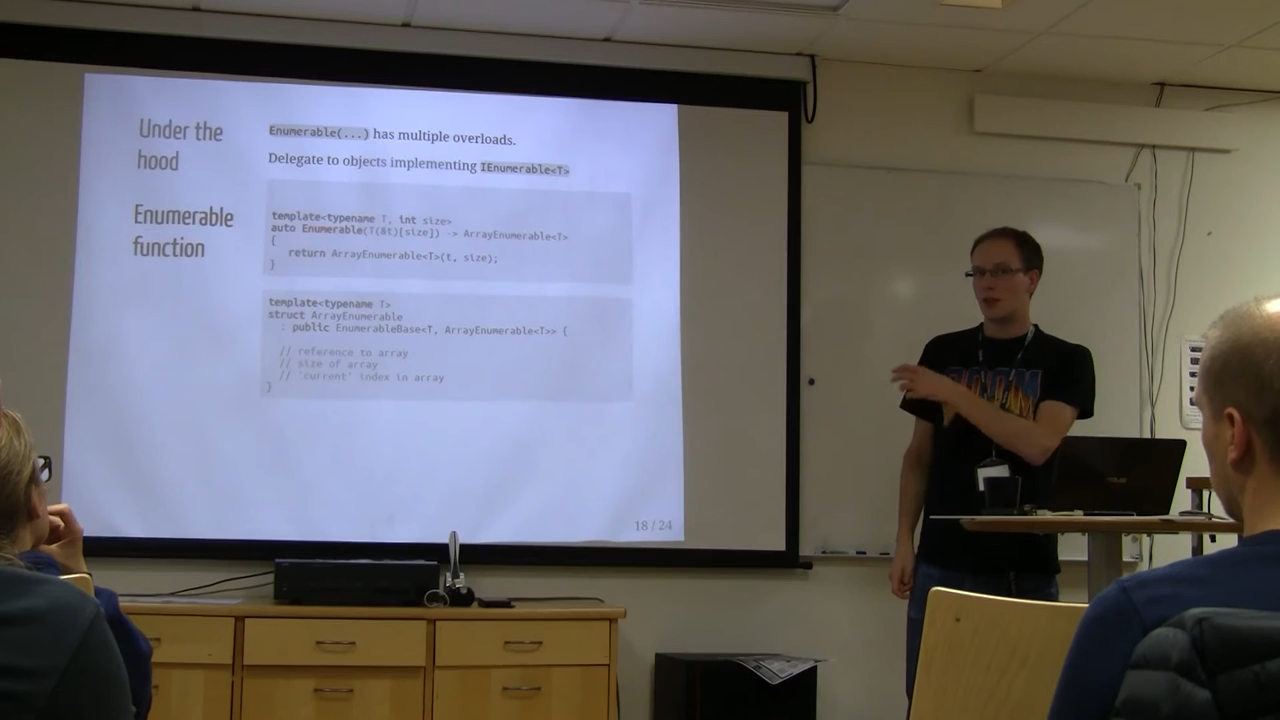 Under the
hood
Enumerable
function
Enumerable(...) has multiple overloads.
Delegate to objects implementing IEnumerable<T>
template<typename T, int size>
auto Enumerable(T(&t)[size]) -> ArrayEnumerable<T>
{
return ArrayEnumerable<T>(t, size);
}
template<typename T>
struct ArrayEnumerable
: public EnumerableBase<T, ArrayEnumerable<T>> {
// reference to array
// size of array
// 'current' index in array
}
18 / 24
DOOM
ASUS